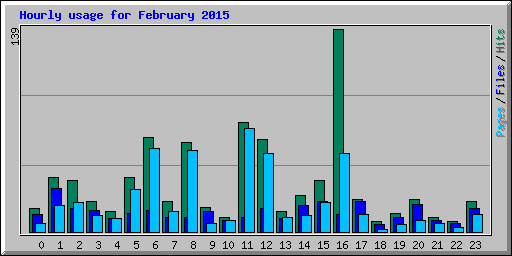 Hourly usage for February 2015
139
Pages/Files/Hits
0 1 2 3 4 5 6 7 8 9 10 11 12 13 14 15 16 17 18 19 20 21 22 23